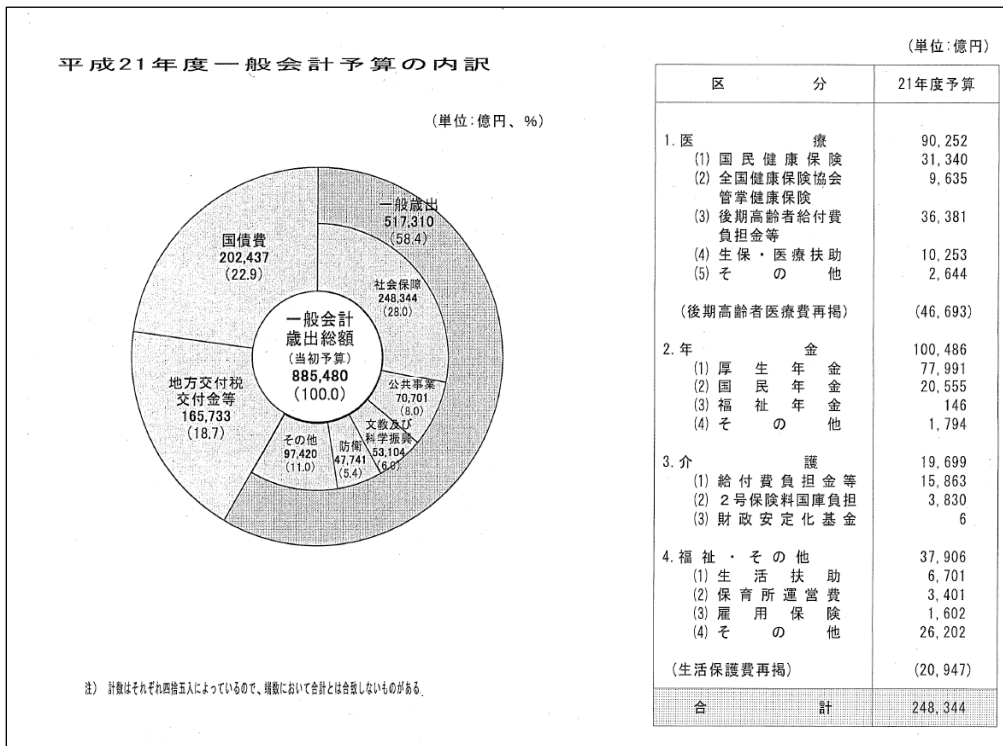 平成21年度一般会計予算の内訳
(単位:億円、%)
一般歳出
517,310
(58.4)
国債費
202,437
(22.9)
社会保障
248,344
(28.0)
一般会計
歳出総額
(当初予算)
885,480
(100.0)
地方交付税
交付金等
165,733
(18.7)
公共事業
70,701
(8.0)
文教及び
科学振興
53,104
(6.0)
防衛
47,741
(5.4)
その他
97,420
(11.0)
注) 計数はそれぞれ四捨五入によっているので、端数において合計とは合致しないものがある
(単位:億円)
区 分 21年度予算
1.医 療 90,252
(1) 国民健康保険 31,340
(2) 全国健康保険協会 9,635
管掌健康保険
(3) 後期高齢者給付費 36,381
負担金等
(4) 生保・医療扶助 10,253
(5) そ の 他 2,644
(後期高齢者医療費再掲) (46,693)
2.年 金 100,486
(1) 厚生年金 77,991
(2) 国民年金 20,555
(3) 福祉年金 146
(4) そ の 他 1,794
3.介 護 19,699
(1) 給付費負担金等 15,863
(2) 2号保険料国庫負担 3,830
(3) 財政安定化基金 6
4.福祉・その他 37,906
(1) 生活扶助 6,701
(2) 保育所運営費 3,401
(3) 雇用保険 1,602
(4) そ の 他 26,202
(生活保護費再掲) (20,947)
合 計 248,344